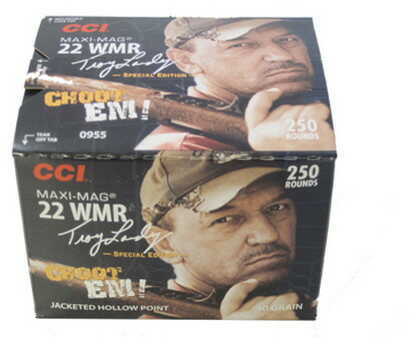 CCI
MAXI-MAG®
22 WMR
Troy Landry
SPECIAL EDITION
CHOOT
EM!
TEAR
OFF TAB
0955
250
ROUNDS
CCI
MAXI-MAG®
22 WMR
Troy Landry
SPECIAL EDITION
CHOOT
EM!
250
ROUNDS
JACKETED HOLLOW POINT
GRAIN